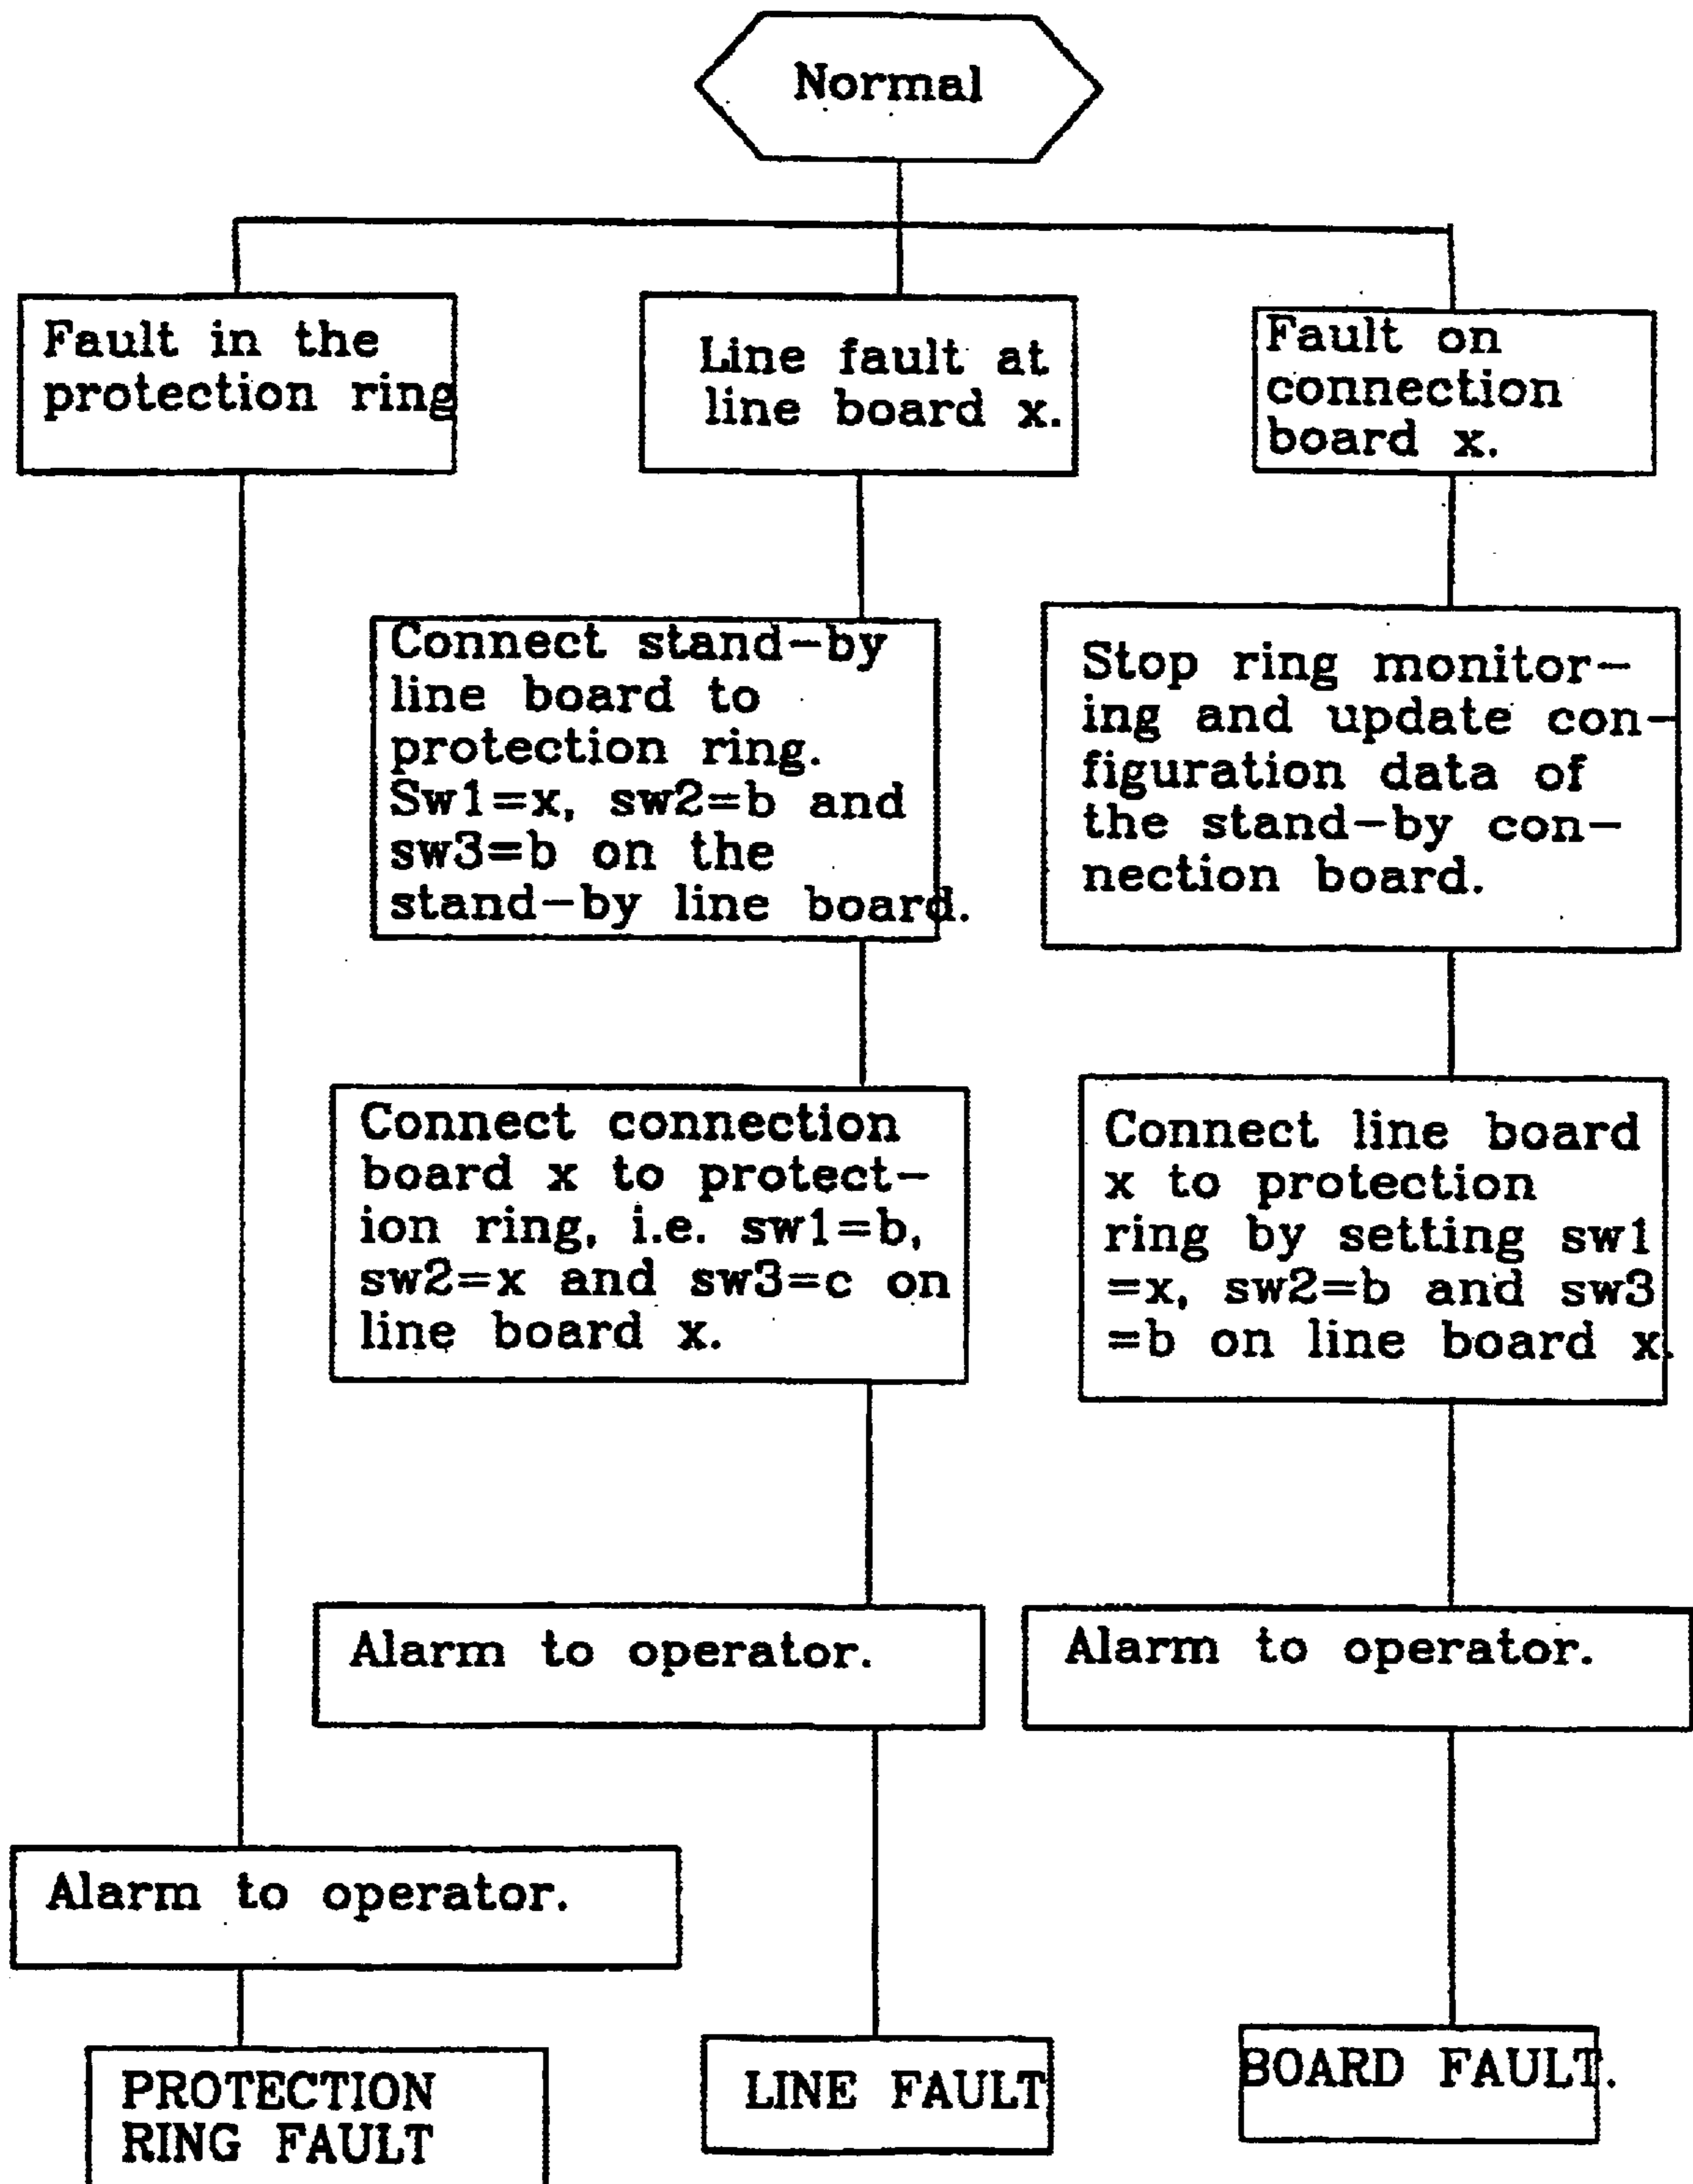 Normal
Fault in the
protection ring
Line fault at
line board x.
Fault on
connection
board x.
Connect stand-by
line board to
protection ring.
Sw1=x, sw2=b and
sw3=b on the
stand-by line board.
Stop ring monitor-
ing and update con-
figuration data of
the stand-by con-
nection board.
Connect connection
board x to protect-
ion ring, i.e. sw1=b,
sw2=x and sw3=c on
line board x.
Connect line board
x to protection
ring by setting sw1
=x, sw2=b and sw3
=b on line board x.
Alarm to operator.
Alarm to operator.
Alarm to operator.
PROTECTION
RING FAULT
LINE FAULT
BOARD FAULT.